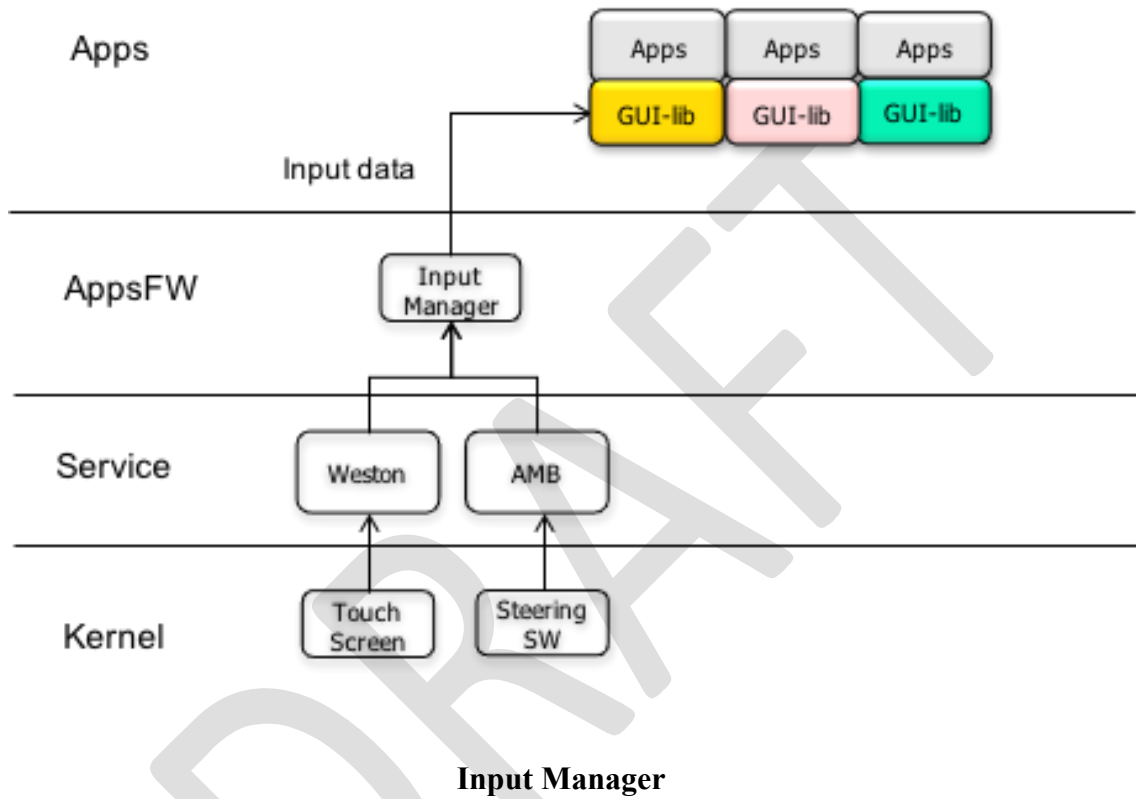 Apps
Apps Apps Apps
GUI-lib GUI-lib GUI-lib
Input data
AppsFW
Input
Manager
Service
Weston
AMB
Kernel
Touch
Screen
Steering
SW
DRAFT
Input Manager